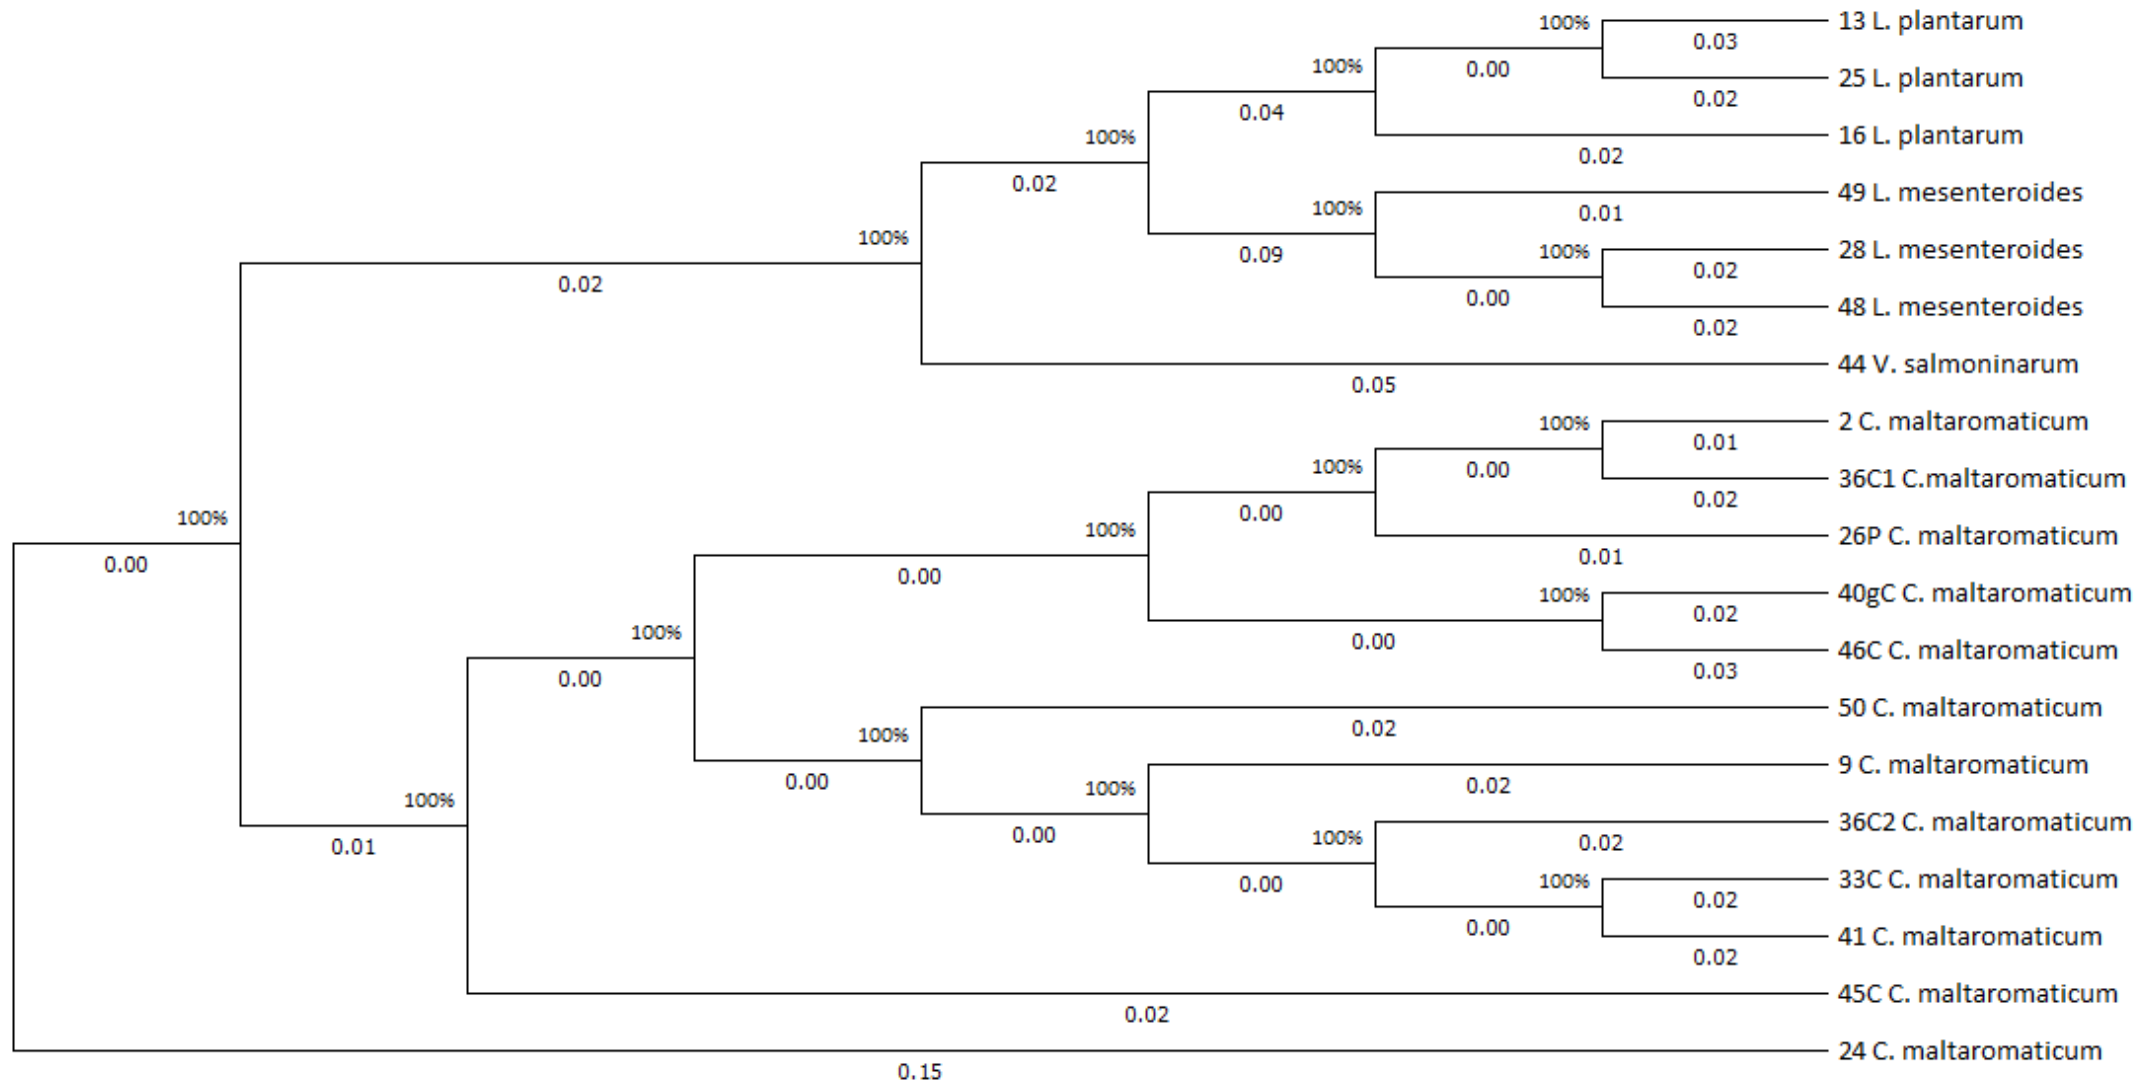 100%
13 L. plantarum
0.03
100%
0.00
25 L. plantarum
0.02
100%
0.04
16 L. plantarum
0.02
100%
0.02
49 L. mesenteroides
0.01
100%
0.09
100%
28 L. mesenteroides
0.02
0.00
48 L. mesenteroides
0.02
100%
0.02
44 V. salmoninarum
0.05
100%
2 C. maltaromaticum
0.01
100%
0.00
36C1 C.maltaromaticum
0.02
100%
0.00
26P C. maltaromaticum
0.01
100%
0.00
0.00
100%
40gC C. maltaromaticum
0.02
0.00
46C C. maltaromaticum
0.03
100%
0.00
50 C. maltaromaticum
0.02
100%
0.00
9 C. maltaromaticum
0.02
100%
0.00
36C2 C. maltaromaticum
0.02
100%
0.01
100%
0.00
100%
33C C. maltaromaticum
0.02
0.00
41 C. maltaromaticum
0.02
45C C. maltaromaticum
0.02
24 C. maltaromaticum
0.15